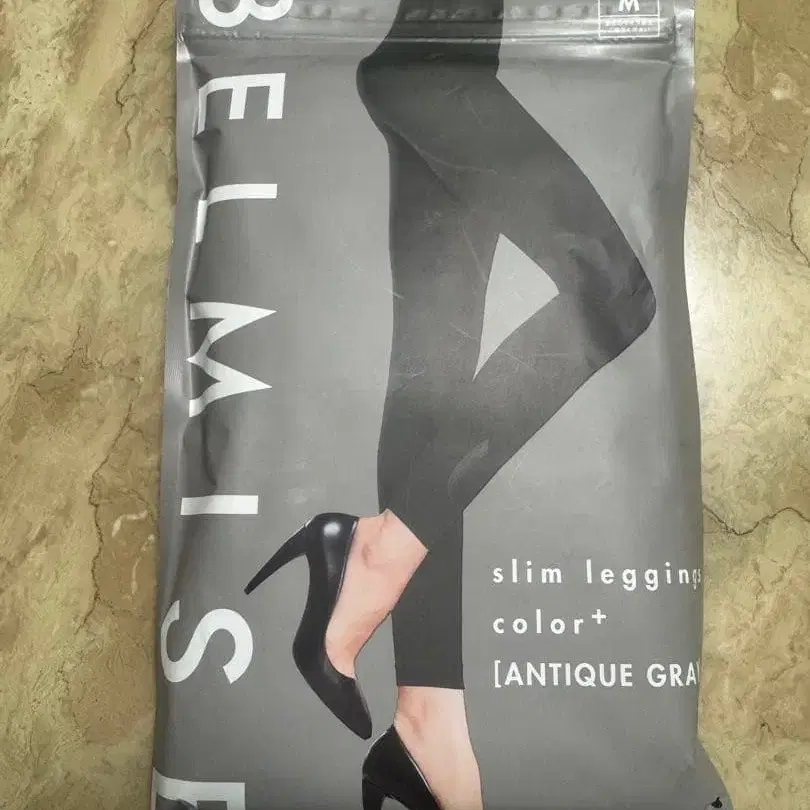 BELMISE
M
slim leggings
color+
[ANTIQUE GRA